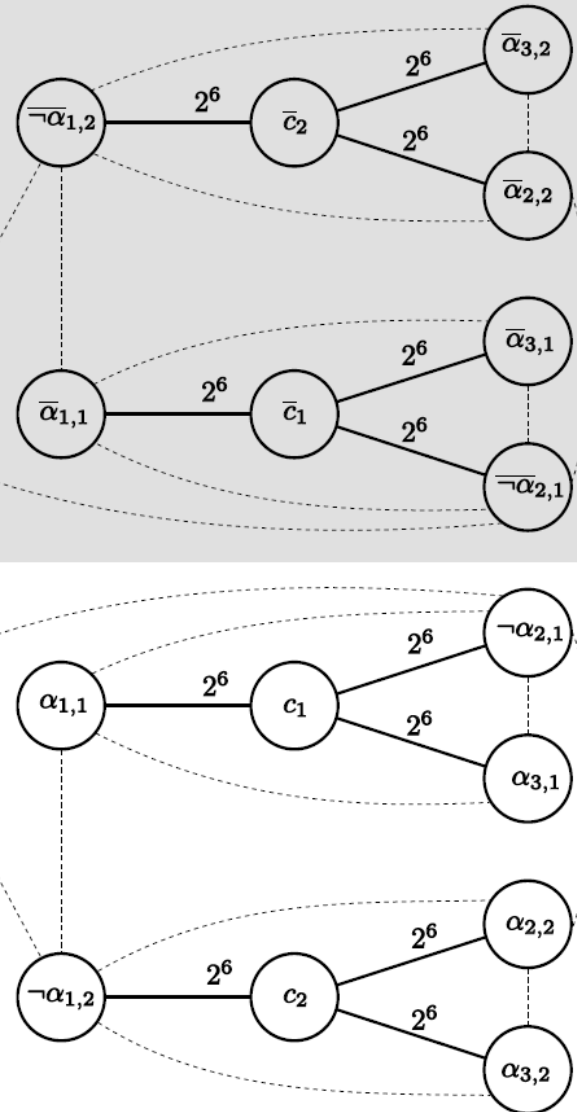 α̅₃,₂
2⁶
2⁶
¬α̅₁,₂
c̅₂
2⁶
α̅₂,₂
α̅₃,₁
2⁶
2⁶
α̅₁,₁
c̅₁
2⁶
¬α̅₂,₁
¬α₂,₁
2⁶
2⁶
α₁,₁
c₁
2⁶
α₃,₁
α₂,₂
2⁶
2⁶
¬α₁,₂
c₂
2⁶
α₃,₂